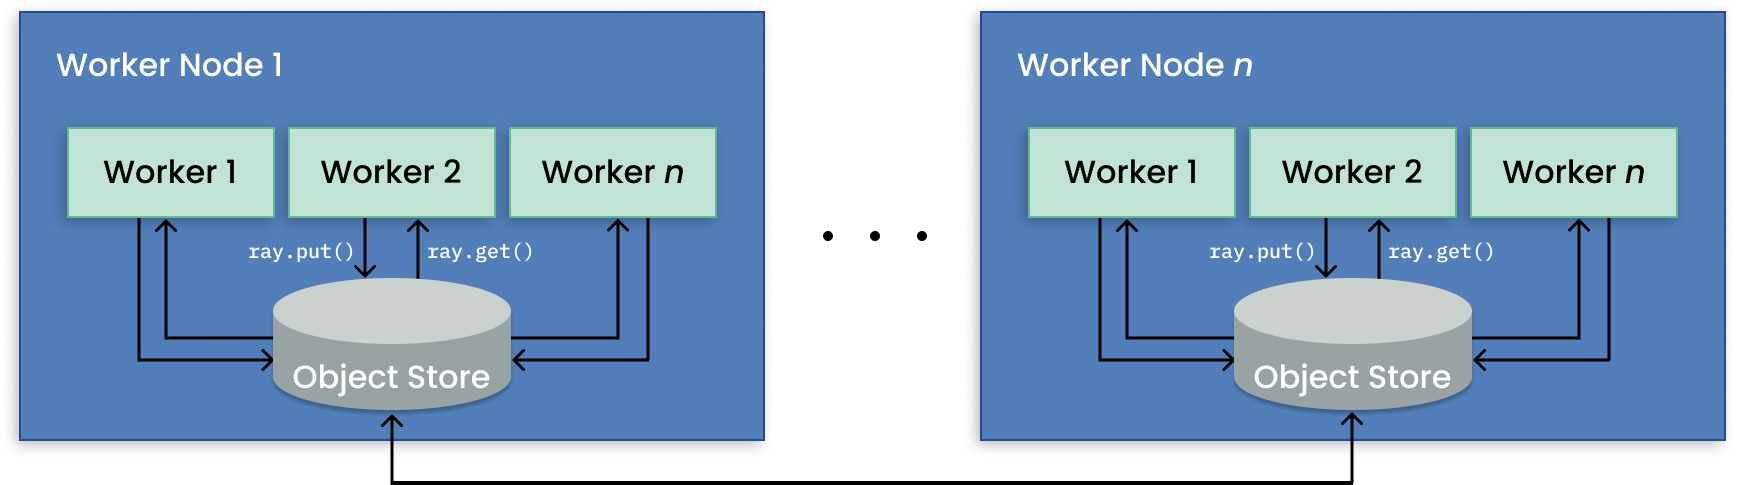 Worker Node 1
Worker 1
Worker 2
Worker n
ray.put()
ray.get()
Object Store
Worker Node n
Worker 1
Worker 2
Worker n
ray.put()
ray.get()
Object Store